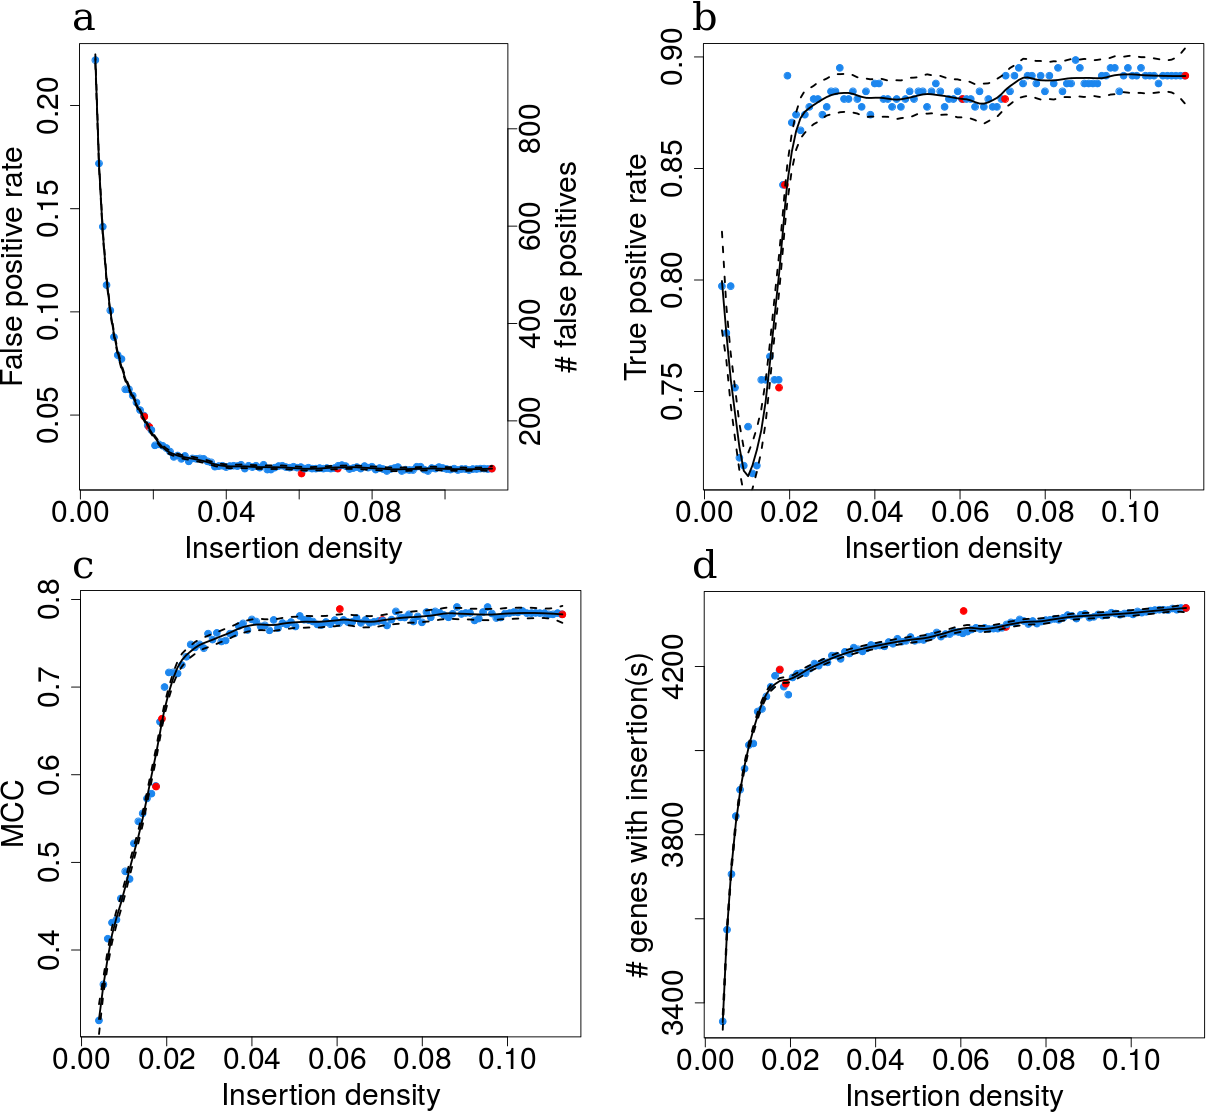 a
False positive rate
0.20
0.15
0.10
0.05
800
600
400
200
# false positives
0.00 0.04 0.08
Insertion density
b
True positive rate
0.90
0.85
0.80
0.75
0.00 0.02 0.04 0.06 0.08 0.10
Insertion density
c
MCC
0.8
0.7
0.6
0.5
0.4
0.00 0.02 0.04 0.06 0.08 0.10
Insertion density
d
# genes with insertion(s)
4200
3800
3400
0.00 0.02 0.04 0.06 0.08 0.10
Insertion density